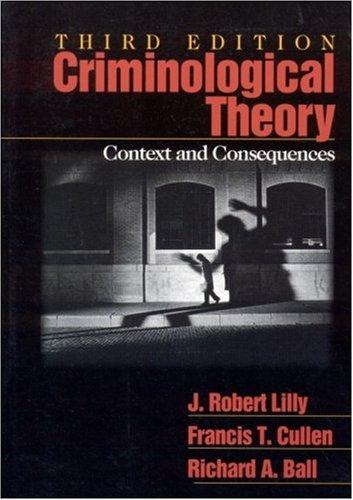 THIRD EDITION
Criminological
Theory
Context and Consequences
J. Robert Lilly
Francis T. Cullen
Richard A. Ball